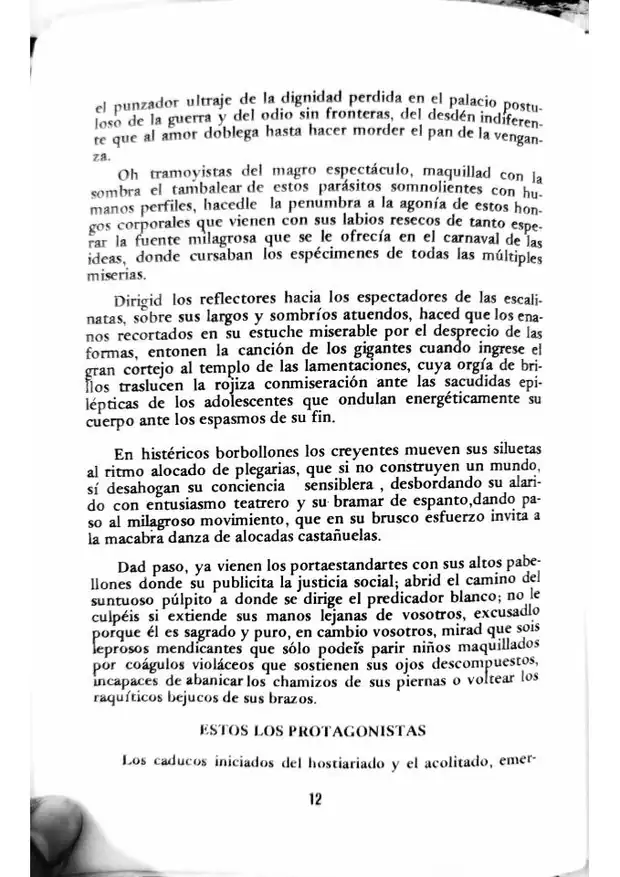 el punzador ultraje de la dignidad perdida en el palacio postu-
loso de la guerra y del odio sin fronteras, del desdén indiferen-
te que al amor doblega hasta hacer morder el pan de la vengan-
za.
Oh tramoyistas del magro espectáculo, maquillad con la
sombra el tambalear de estos parásitos somnolientes con hu-
manos perfiles, hacedle la penumbra a la agonía de estos hon-
gos corporales que vienen con sus labios resecos de tanto espe-
rar la fuente milagrosa que se le ofrecía en el carnaval de las
ideas, donde cursaban los espécimenes de todas las múltiples
miserias.
Dirigid los reflectores hacia los espectadores de las escali-
natas, sobre sus largos y sombríos atuendos, haced que los ena-
nos recortados en su estuche miserable por el desprecio de las
formas, entonen la canción de los gigantes cuando ingrese el
gran cortejo al templo de las lamentaciones, cuya orgía de bri-
llos traslucen la rojiza conmiseración ante las sacudidas epi-
lépticas de los adolescentes que ondulan energéticamente su
cuerpo ante los espasmos de su fin.
En histéricos borbollones los creyentes mueven sus siluetas
al ritmo alocado de plegarias, que si no construyen un mundo,
sí desahogan su conciencia sensiblera , desbordando su alari-
do con entusiasmo teatrero y su bramar de espanto,dando pa-
so al milagroso movimiento, que en su brusco esfuerzo invita a
la macabra danza de alocadas castañuelas.
Dad paso, ya vienen los portaestandartes con sus altos pabe-
llones donde su publicita la justicia social; abrid el camino del
suntuoso púlpito a donde se dirige el predicador blanco; no le
culpéis si extiende sus manos lejanas de vosotros, excusadlo
porque él es sagrado y puro, en cambio vosotros, mirad que sois
leprosos mendicantes que sólo podeís parir niños maquillados
por coágulos violáceos que sostienen sus ojos descompuestos,
incapaces de abanicar los chamizos de sus piernas o voltear los
raquíticos bejucos de sus brazos.
ESTOS LOS PROTAGONISTAS
Los caducos iniciados del hostiariado y el acolitado, emer-
12